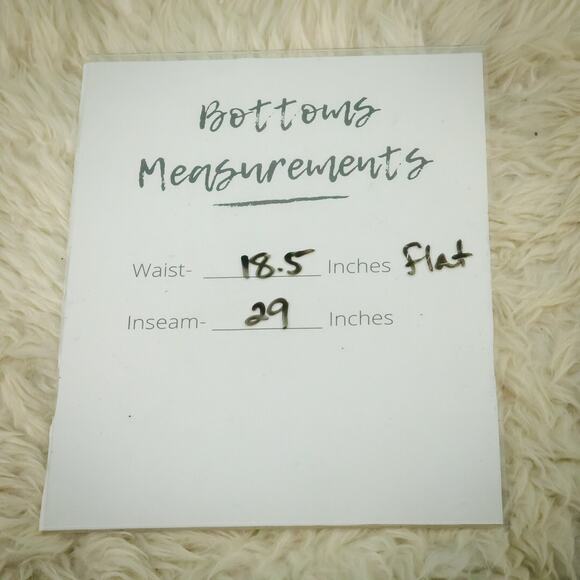 Bottoms
Measurements
Waist- 18.5 Inches Flat
Inseam- 29 Inches